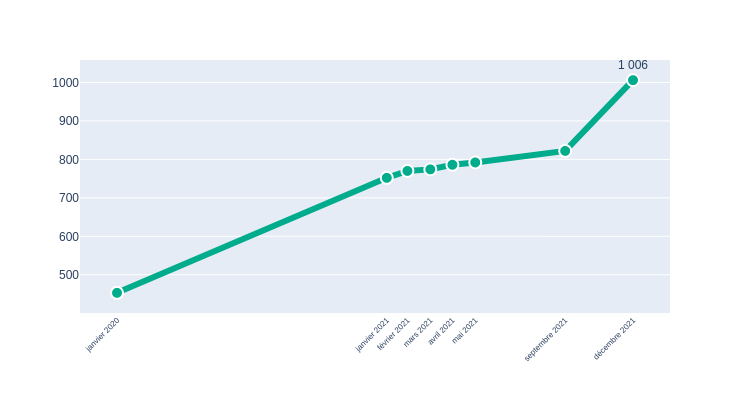 1 006
1000
900
800
700
600
500
janvier 2020
janvier 2021
février 2021
mars 2021
avril 2021
mai 2021
septembre 2021
décembre 2021